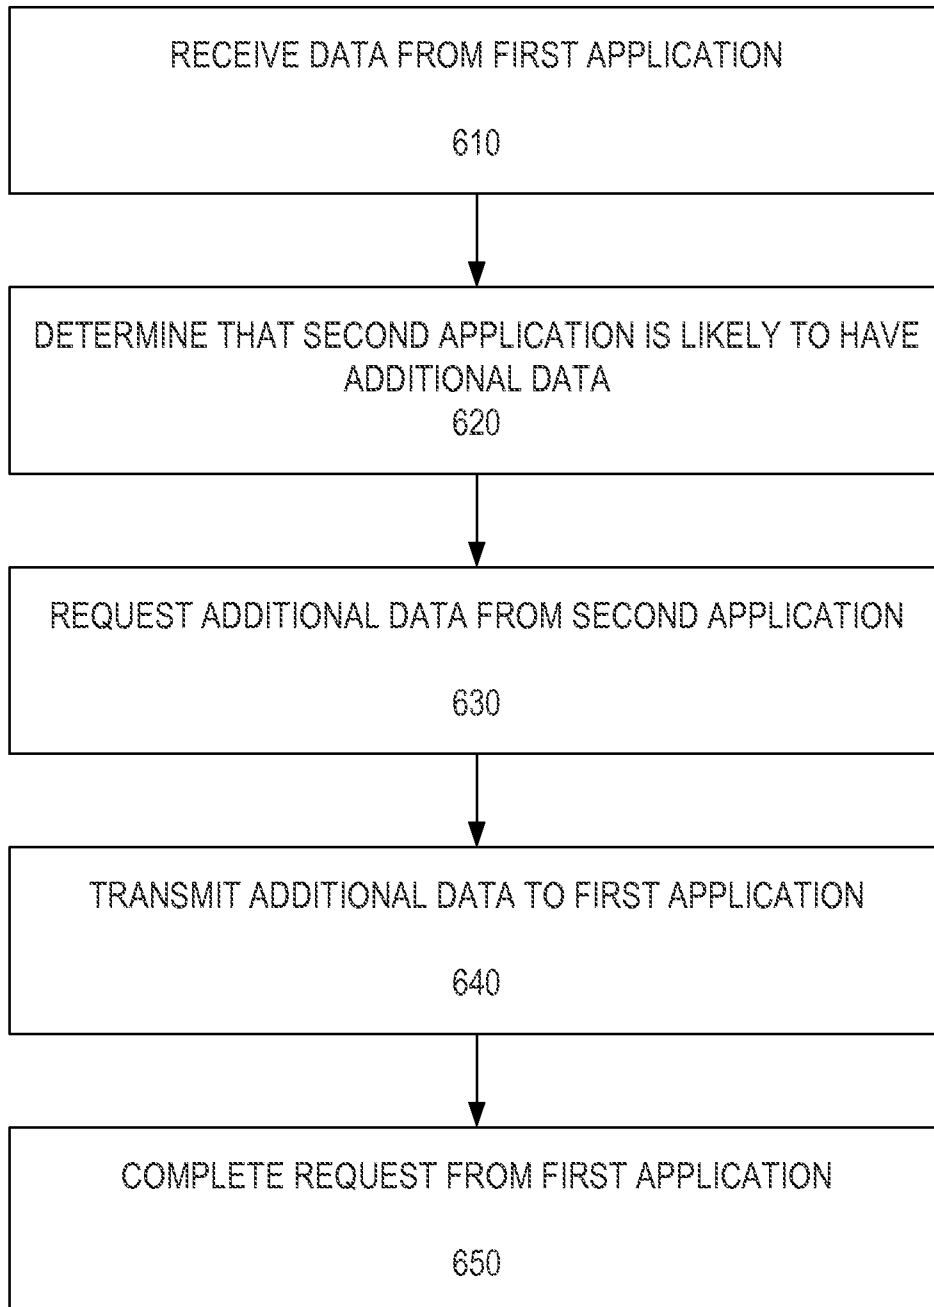 RECEIVE DATA FROM FIRST APPLICATION
610
DETERMINE THAT SECOND APPLICATION IS LIKELY TO HAVE
ADDITIONAL DATA
620
REQUEST ADDITIONAL DATA FROM SECOND APPLICATION
630
TRANSMIT ADDITIONAL DATA TO FIRST APPLICATION
640
COMPLETE REQUEST FROM FIRST APPLICATION
650